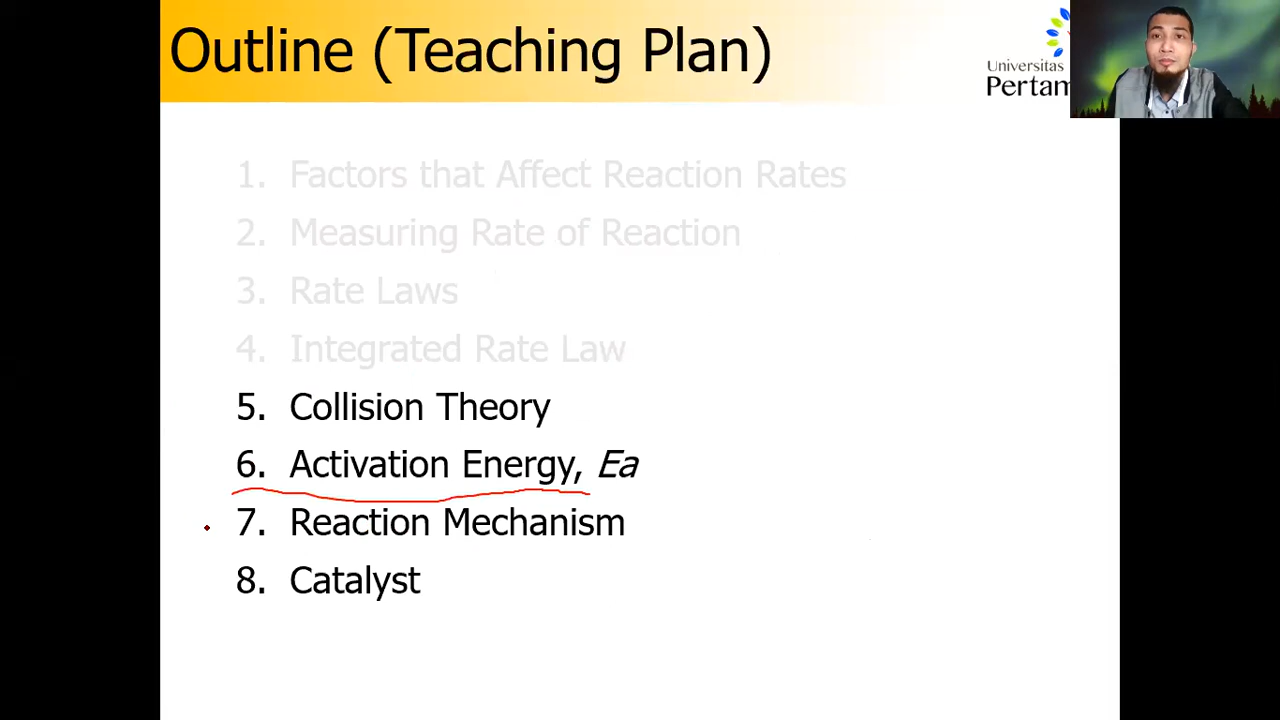 Outline (Teaching Plan)
Universitas
1. Factors that Affect Reaction Rates
2. Measuring Rate of Reaction
3. Rate Laws
4. Integrated Rate Law
5. Collision Theory
6. Activation Energy, Ea
7. Reaction Mechanism
8. Catalyst